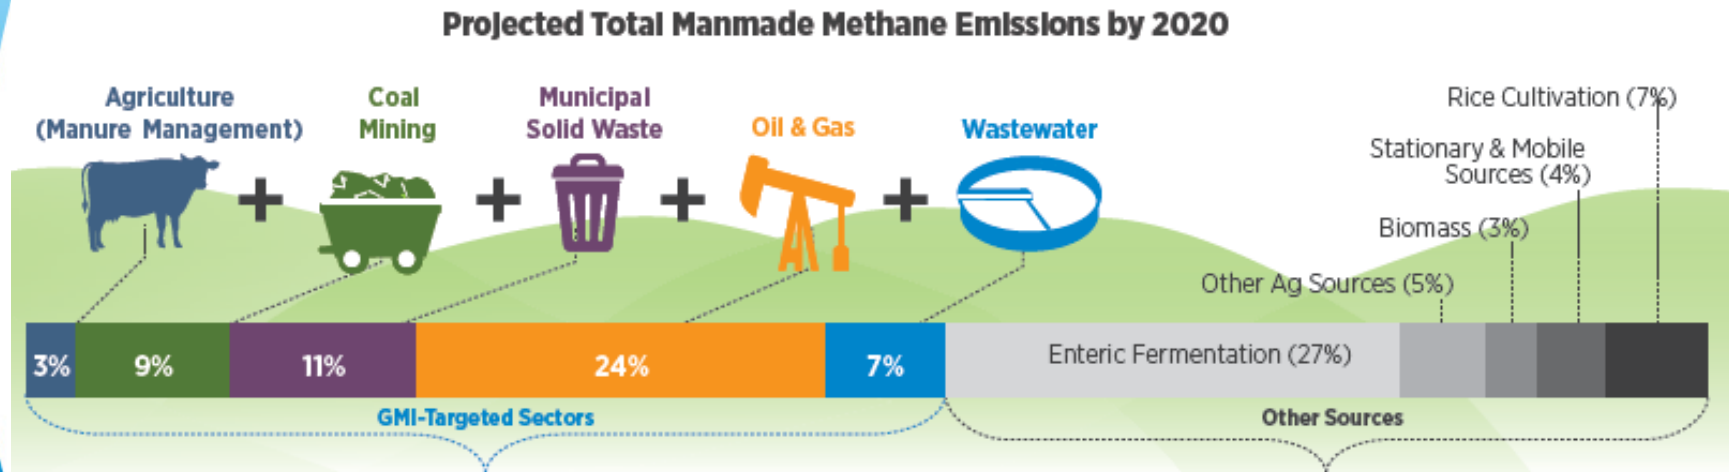 Projected Total Manmade Methane Emissions by 2020
Agriculture
(Manure Management)
Coal
Mining
Municipal
Solid Waste
Oil & Gas
Wastewater
Rice Cultivation (7%)
Stationary & Mobile
Sources (4%)
Biomass (3%)
Other Ag Sources (5%)
3%
9%
11%
24%
7%
Enteric Fermentation (27%)
GMI-Targeted Sectors
Other Sources